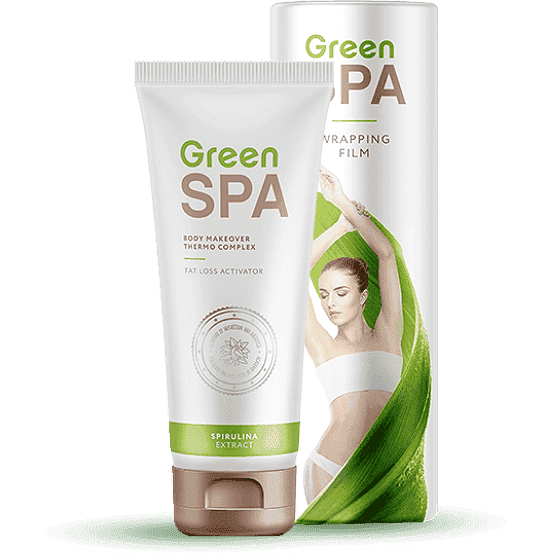 Green
SPA
BODY MAKEOVER
THERMO COMPLEX
FAT LOSS ACTIVATOR
SPIRULINA
EXTRACT
Green
SPA
WRAPPING
FILM